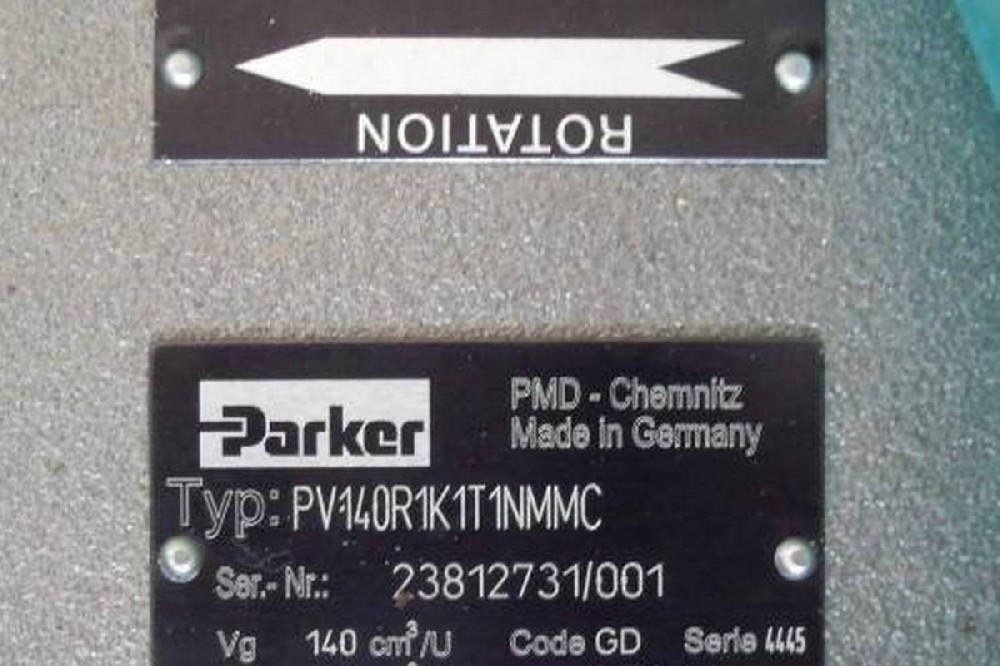 ROTATION
Parker
PMD - Chemnitz
Made in Germany
Typ: PV140R1K1T1NMMC
Ser.- Nr.: 23812731/001
Vg 140 cm³/U Code GD Serie 4445